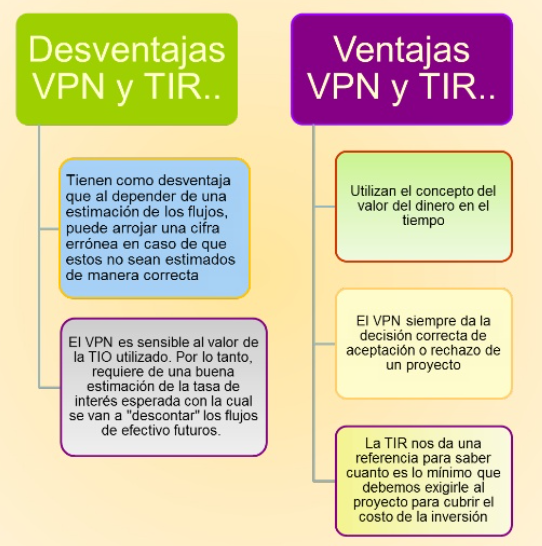 Desventajas
VPN y TIR..
Tienen como desventaja
que al depender de una
estimación de los flujos,
puede arrojar una cifra
errónea en caso de que
estos no sean estimados
de manera correcta
El VPN es sensible al valor de
la TIO utilizado. Por lo tanto,
requiere de una buena
estimación de la tasa de
interés esperada con la cual
se van a "descontar" los flujos
de efectivo futuros.
Ventajas
VPN y TIR..
Utilizan el concepto del
valor del dinero en el
tiempo
El VPN siempre da la
decisión correcta de
aceptación o rechazo de
un proyecto
La TIR nos da una
referencia para saber
cuanto es lo mínimo que
debemos exigirle al
proyecto para cubrir el
costo de la inversión